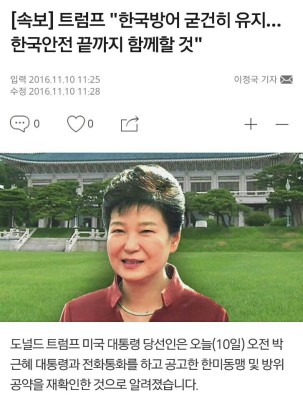 [속보] 트럼프 "한국방어 굳건히 유지...
한국안전 끝까지 함께할 것"
입력 2016.11.10 11:25
수정 2016.11.10 11:28
이정국 기자
0 0
도널드 트럼프 미국 대통령 당선인은 오늘(10일) 오전 박
근혜 대통령과 전화통화를 하고 공고한 한미동맹 및 방위
공약을 재확인한 것으로 알려졌습니다.